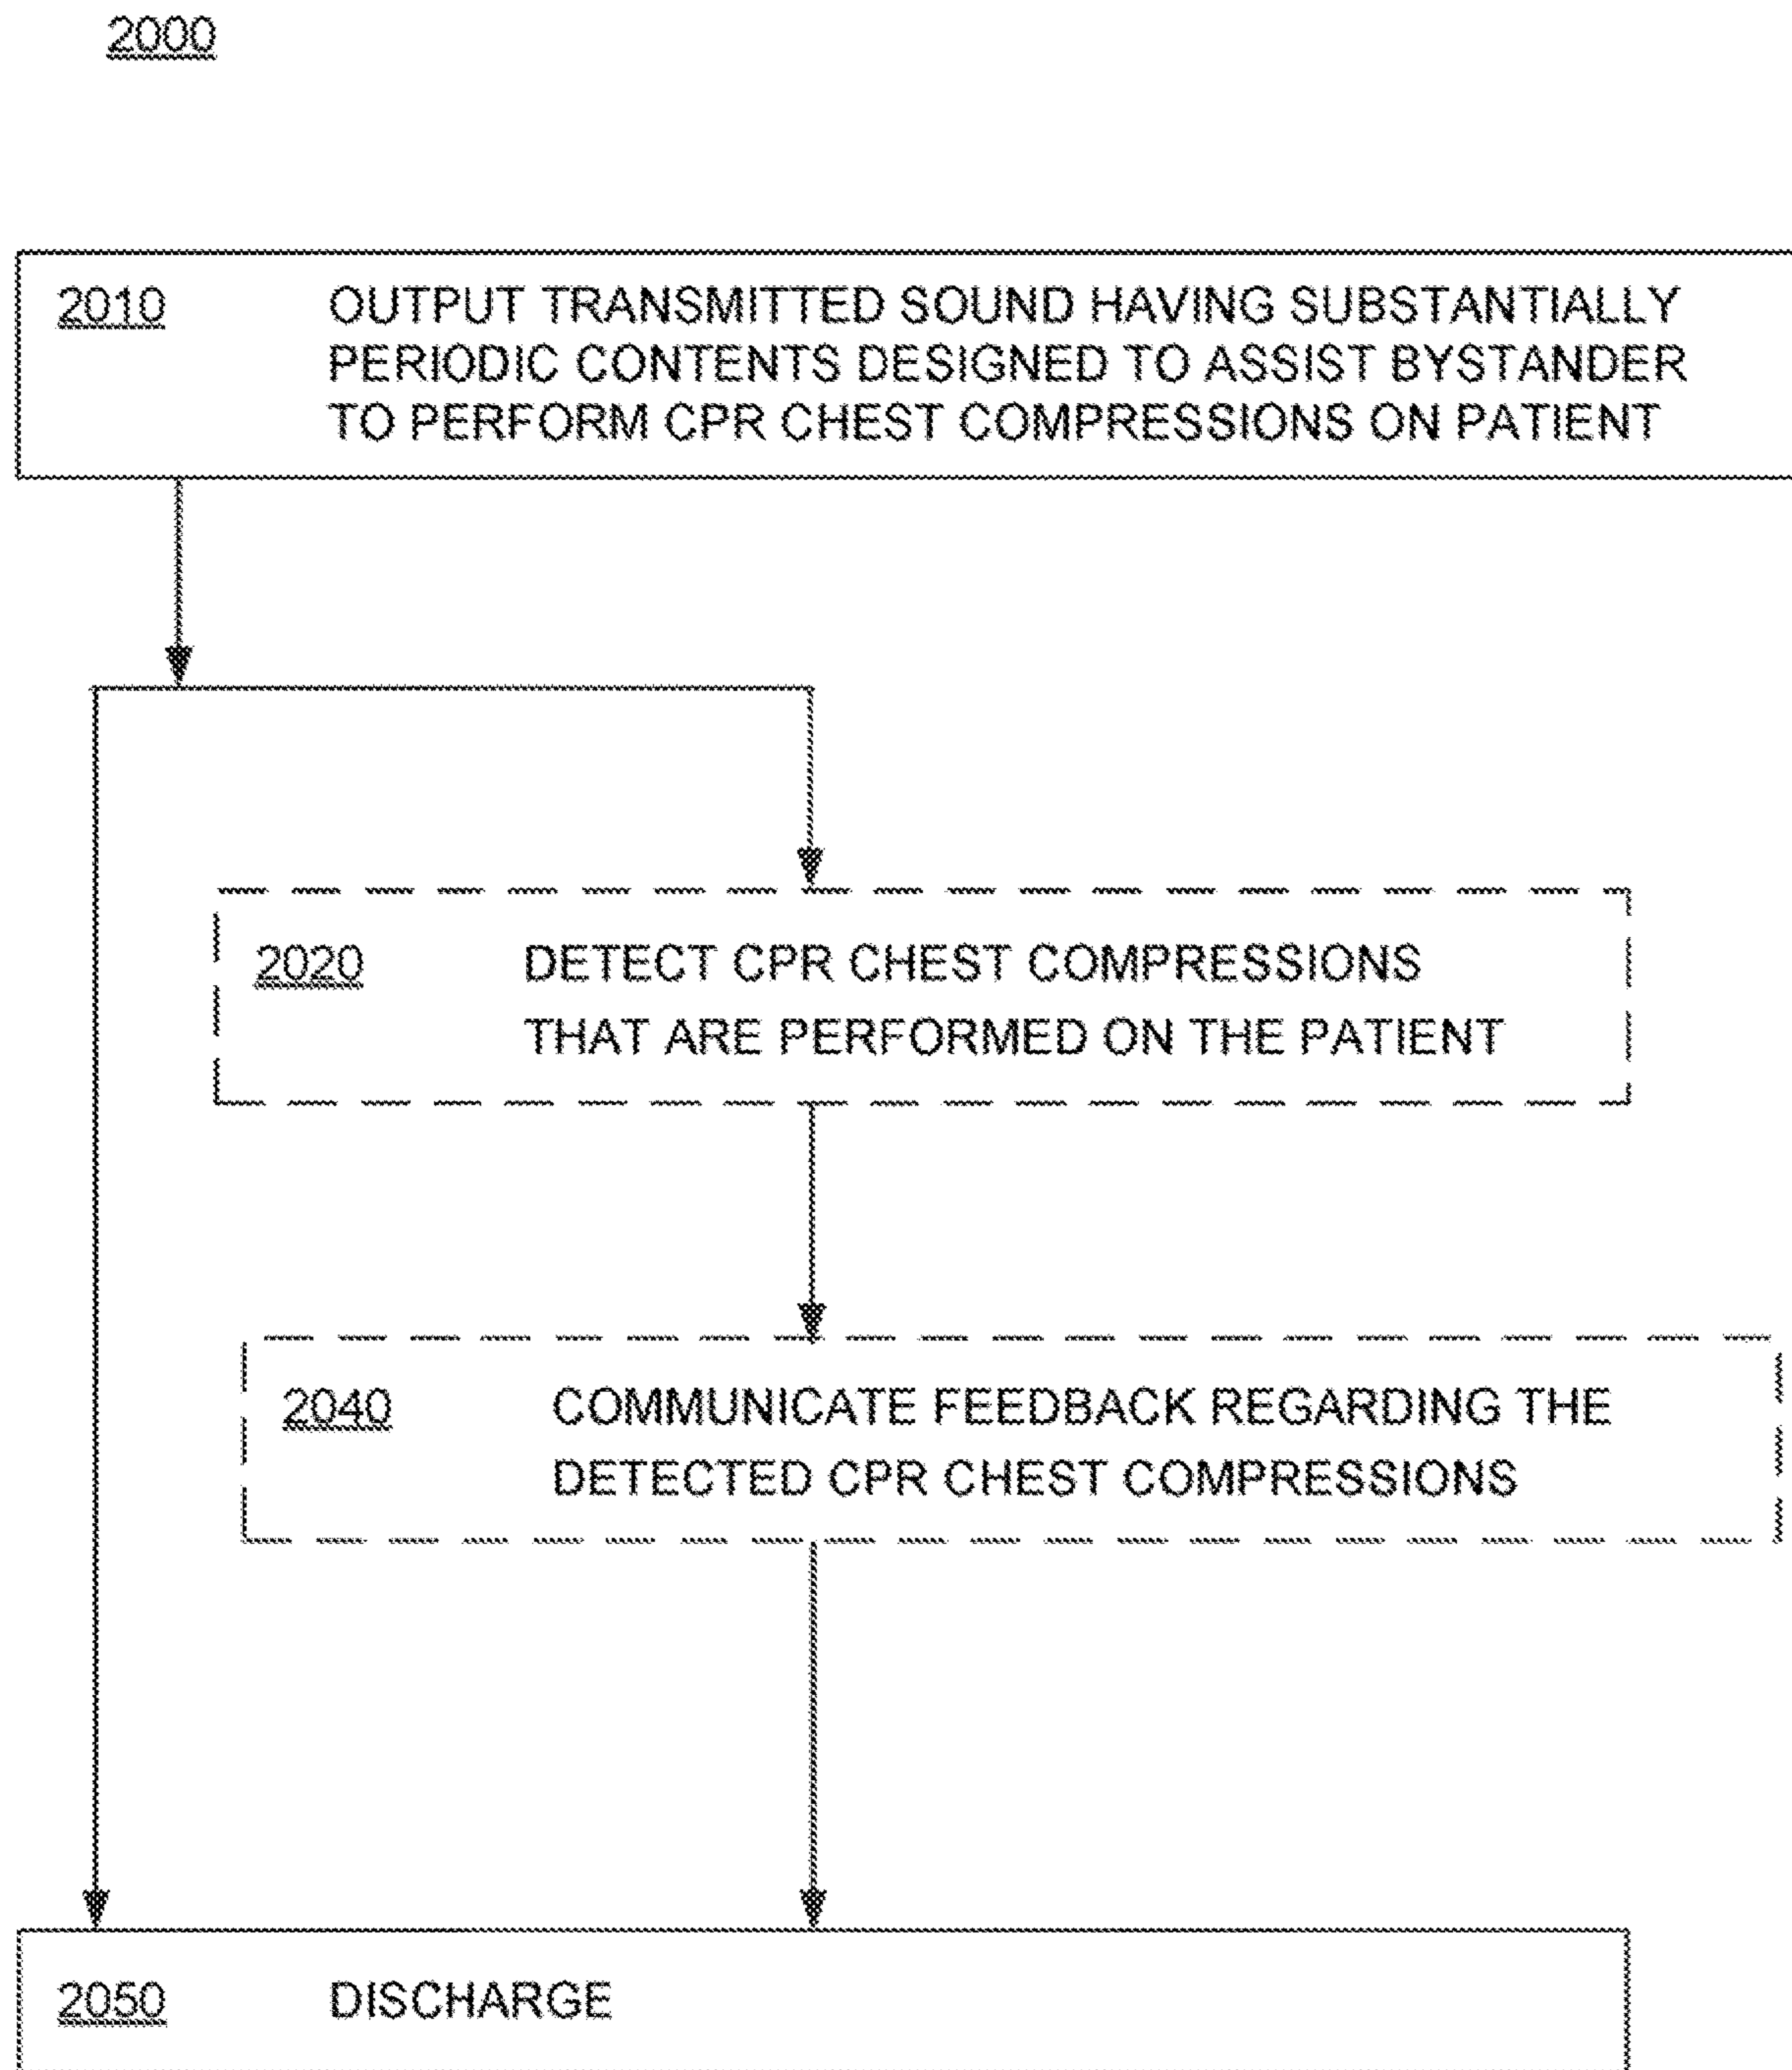 2000
2010 OUTPUT TRANSMITTED SOUND HAVING SUBSTANTIALLY
PERIODIC CONTENTS DESIGNED TO ASSIST BYSTANDER
TO PERFORM CPR CHEST COMPRESSIONS ON PATIENT
2020 DETECT CPR CHEST COMPRESSIONS
THAT ARE PERFORMED ON THE PATIENT
2040 COMMUNICATE FEEDBACK REGARDING THE
DETECTED CPR CHEST COMPRESSIONS
2050 DISCHARGE